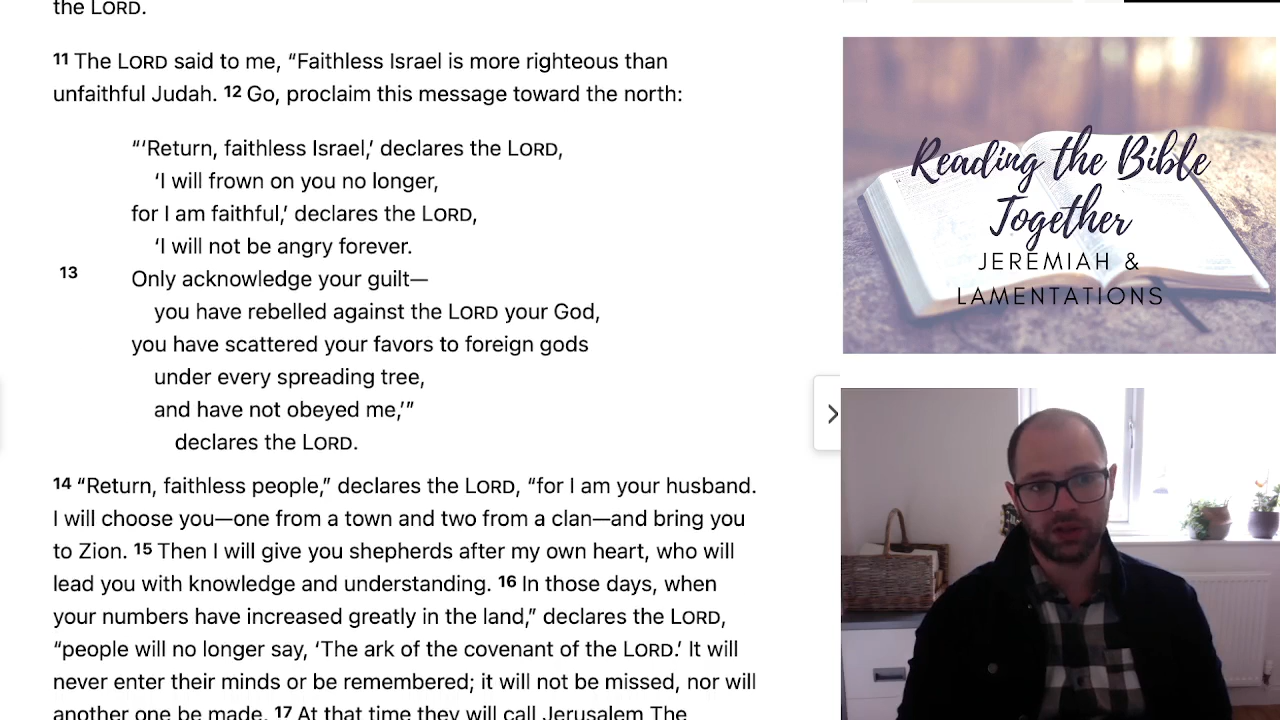 the LORD.
11 The LORD said to me, “Faithless Israel is more righteous than
unfaithful Judah. 12 Go, proclaim this message toward the north:
“‘Return, faithless Israel,’ declares the LORD,
‘I will frown on you no longer,
for I am faithful,’ declares the LORD,
‘I will not be angry forever.
13 Only acknowledge your guilt—
you have rebelled against the LORD your God,
you have scattered your favors to foreign gods
under every spreading tree,
and have not obeyed me,’”
declares the LORD.
14 “Return, faithless people,” declares the LORD, “for I am your husband.
I will choose you—one from a town and two from a clan—and bring you
to Zion. 15 Then I will give you shepherds after my own heart, who will
lead you with knowledge and understanding. 16 In those days, when
your numbers have increased greatly in the land,” declares the LORD,
“people will no longer say, ‘The ark of the covenant of the LORD.’ It will
never enter their minds or be remembered; it will not be missed, nor will
another one be made. 17 At that time they will call Jerusalem The
Reading the Bible
Together
JEREMIAH &
LAMENTATIONS